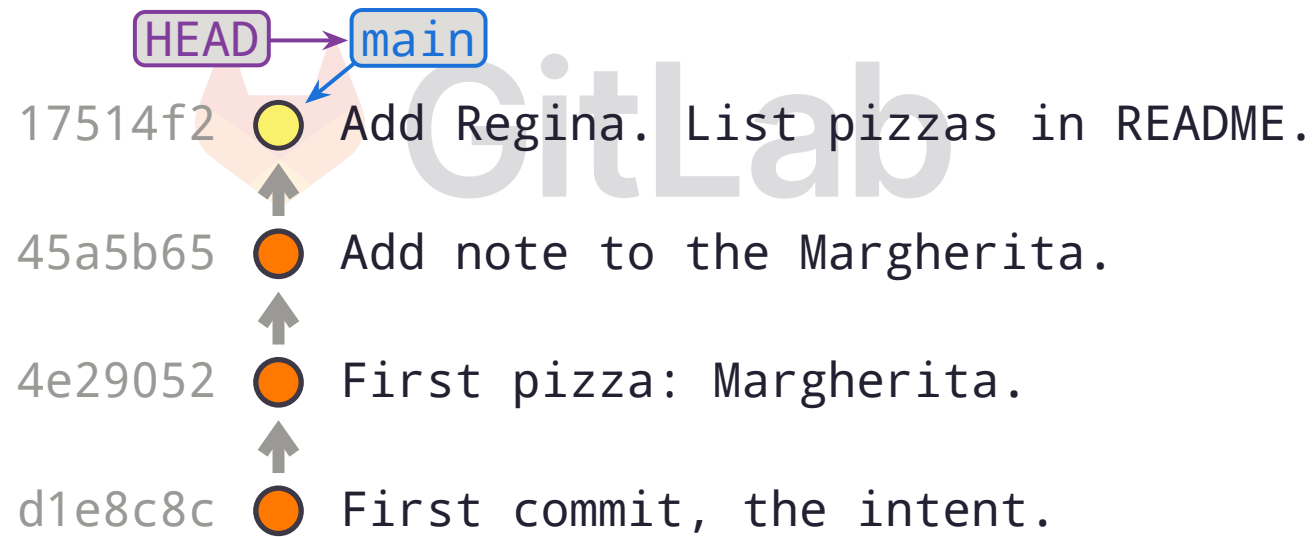 HEAD main
GitLab
17514f2 Add Regina. List pizzas in README.
45a5b65 Add note to the Margherita.
4e29052 First pizza: Margherita.
d1e8c8c First commit, the intent.